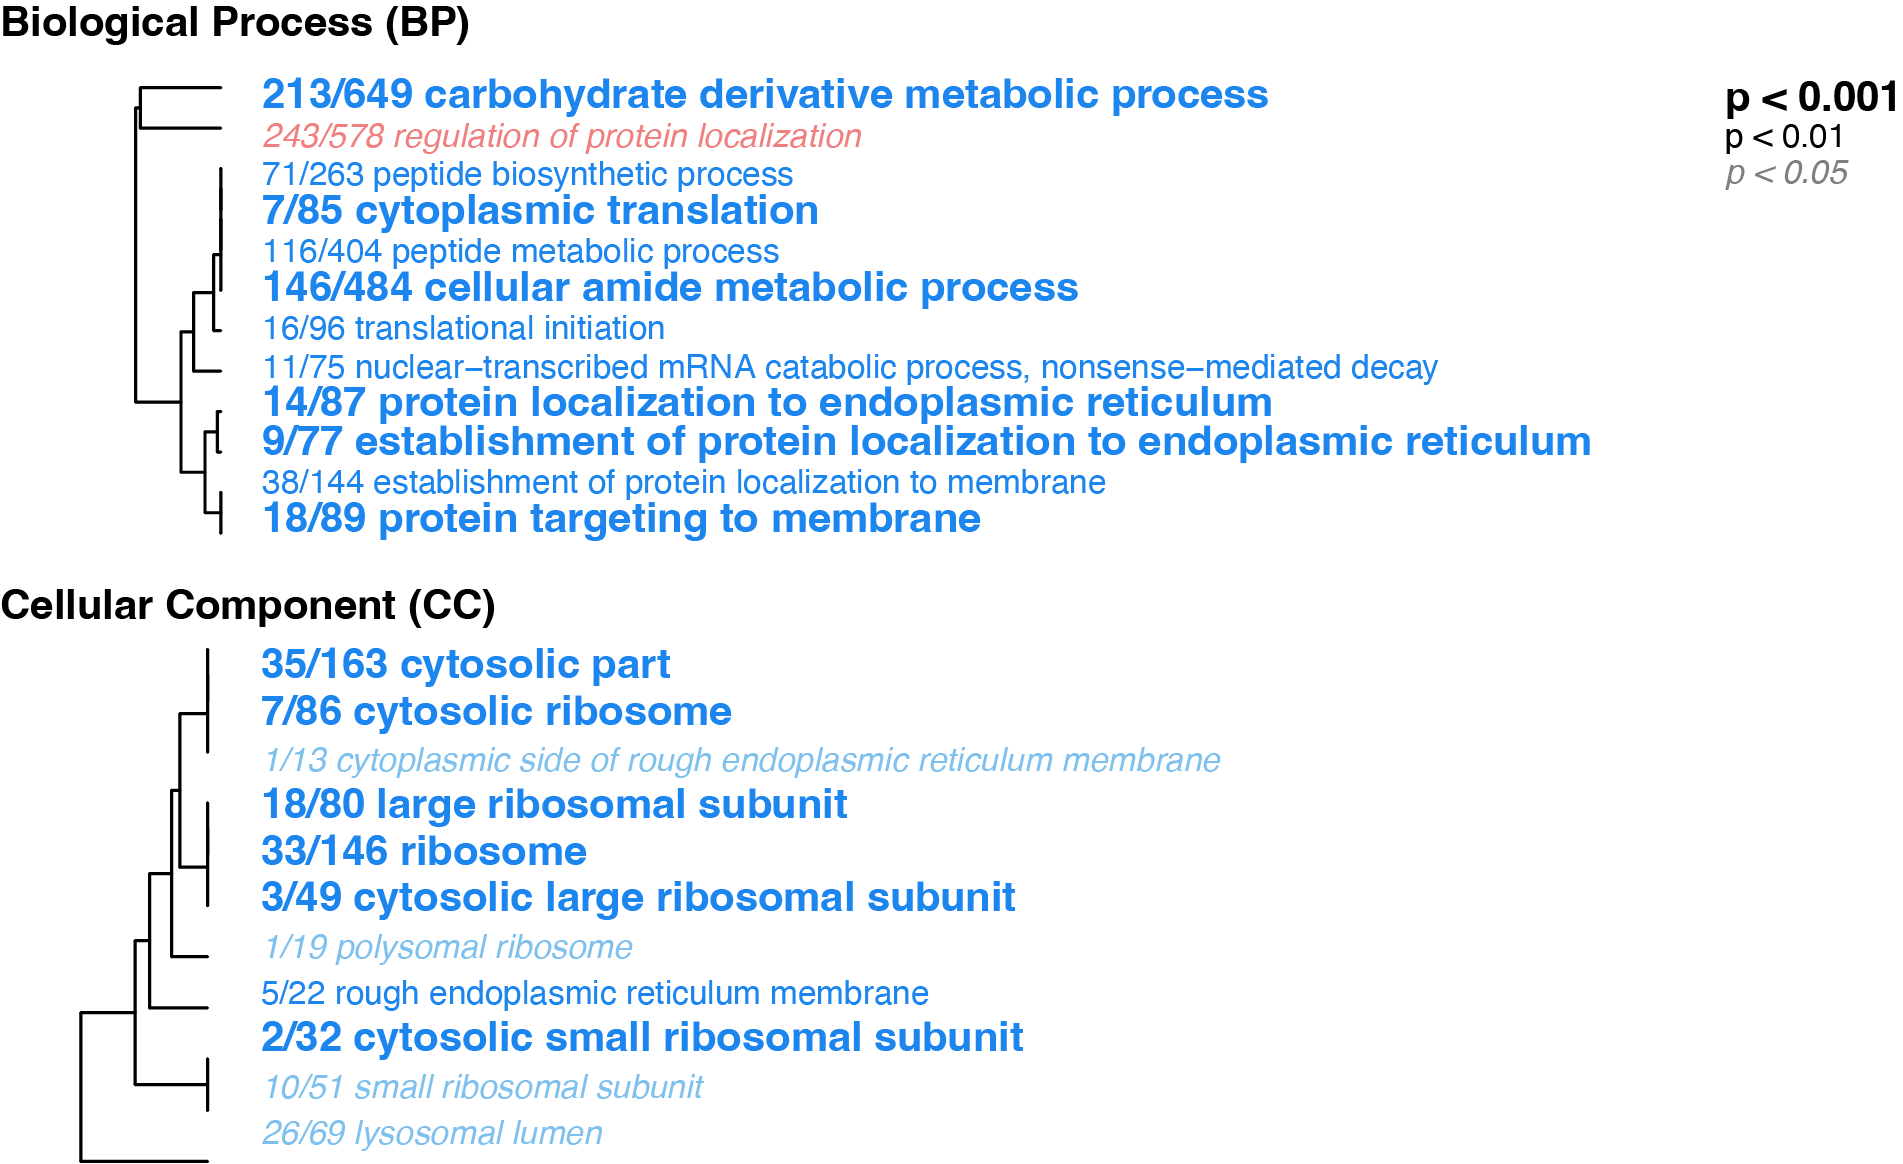 Biological Process (BP)
213/649 carbohydrate derivative metabolic process
243/578 regulation of protein localization
71/263 peptide biosynthetic process
7/85 cytoplasmic translation
116/404 peptide metabolic process
146/484 cellular amide metabolic process
16/96 translational initiation
11/75 nuclear−transcribed mRNA catabolic process, nonsense−mediated decay
14/87 protein localization to endoplasmic reticulum
9/77 establishment of protein localization to endoplasmic reticulum
38/144 establishment of protein localization to membrane
18/89 protein targeting to membrane
p < 0.001
p < 0.01
p < 0.05
Cellular Component (CC)
35/163 cytosolic part
7/86 cytosolic ribosome
1/13 cytoplasmic side of rough endoplasmic reticulum membrane
18/80 large ribosomal subunit
33/146 ribosome
3/49 cytosolic large ribosomal subunit
1/19 polysomal ribosome
5/22 rough endoplasmic reticulum membrane
2/32 cytosolic small ribosomal subunit
10/51 small ribosomal subunit
26/69 lysosomal lumen